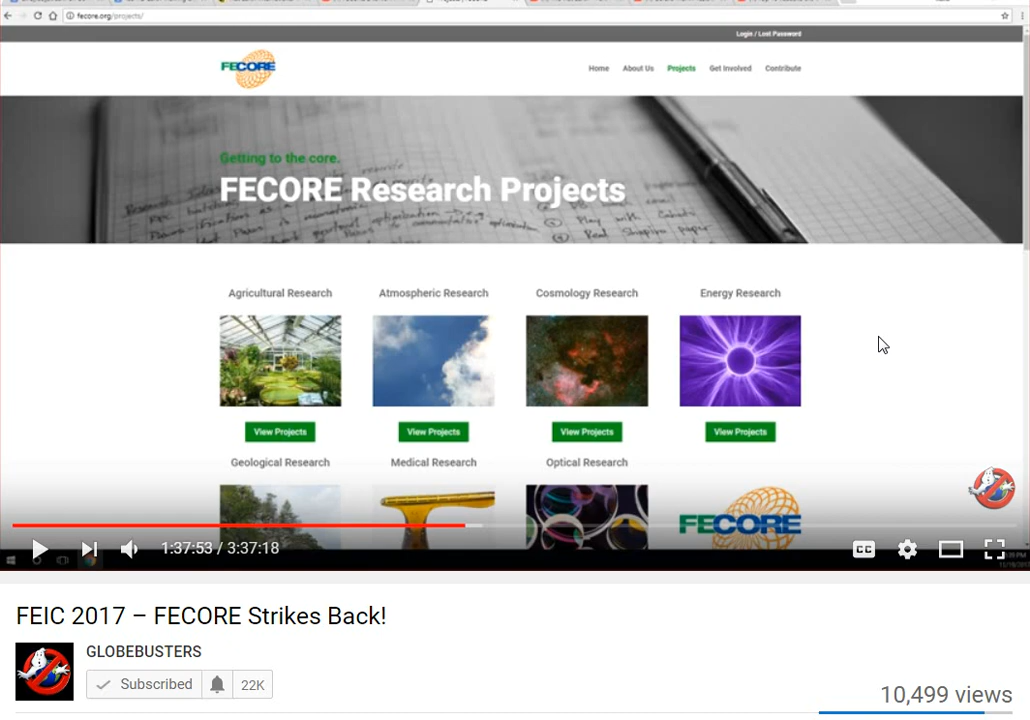 fecore.org/projects/
Login / Lost Password
FECORE
Home About Us Projects Get Involved Contribute
Getting to the core.
FECORE Research Projects
Agricultural Research Atmospheric Research Cosmology Research Energy Research
View Projects View Projects View Projects View Projects
Geological Research Medical Research Optical Research
FECORE
1:37:53 / 3:37:18
CC
FEIC 2017 – FECORE Strikes Back!
GLOBEBUSTERS
Subscribed 22K
10,499 views